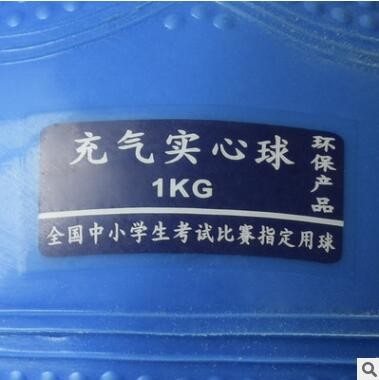 充气实心球
1KG
环保产品
全国中小学生考试比赛指定用球